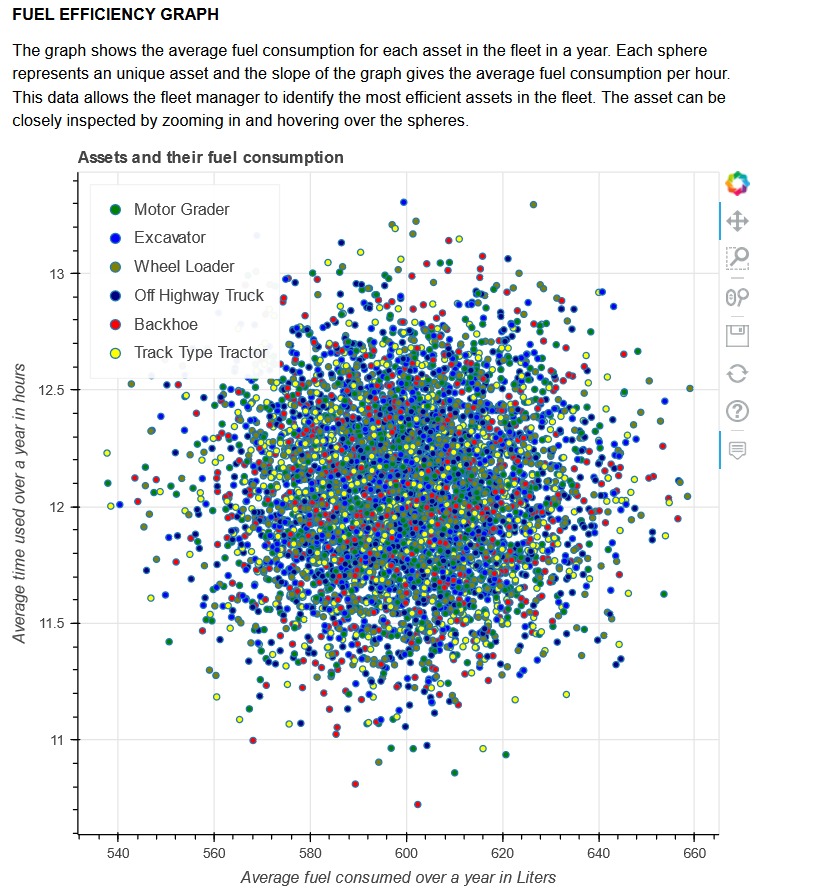 FUEL EFFICIENCY GRAPH
The graph shows the average fuel consumption for each asset in the fleet in a year. Each sphere
represents an unique asset and the slope of the graph gives the average fuel consumption per hour.
This data allows the fleet manager to identify the most efficient assets in the fleet. The asset can be
closely inspected by zooming in and hovering over the spheres.
Assets and their fuel consumption
Motor Grader
Excavator
Wheel Loader
Off Highway Truck
Backhoe
Track Type Tractor
13
12.5
12
11.5
11
Average time used over a year in hours
540 560 580 600 620 640 660
Average fuel consumed over a year in Liters